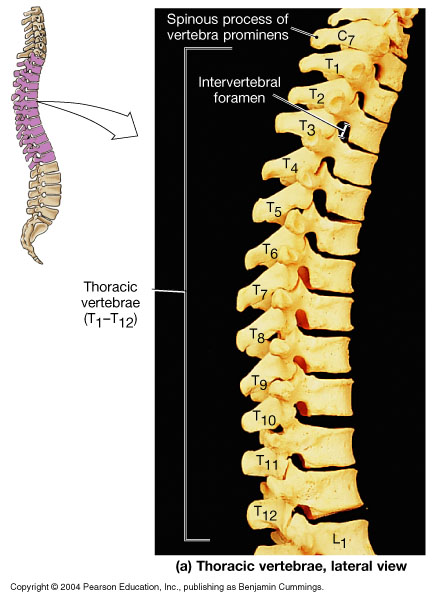 Spinous process of
vertebra prominens
C7
T1
Intervertebral
foramen
T2
T3
T4
T5
T6
Thoracic
vertebrae
(T1–T12)
T7
T8
T9
T10
T11
T12
L1
(a) Thoracic vertebrae, lateral view
Copyright © 2004 Pearson Education, Inc., publishing as Benjamin Cummings.